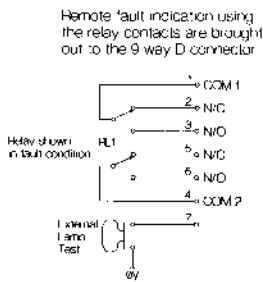 Remote fault indication using
the relay contacts are brought
out to the 9 way D connector
1 COM 1
2 N/C
3 N/O
Relay shown
in fault condition
RL1
5 N/C
6 N/O
4 COM 2
7
External
Lamp
Test
0V